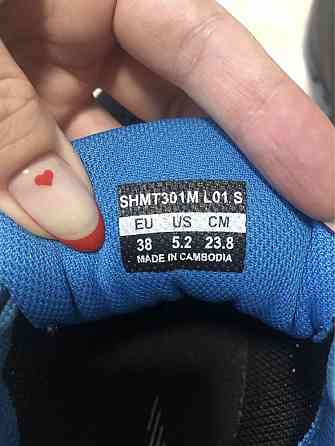 SHMT301M L01 S
EU US CM
38 5.2 23.8
MADE IN CAMBODIA